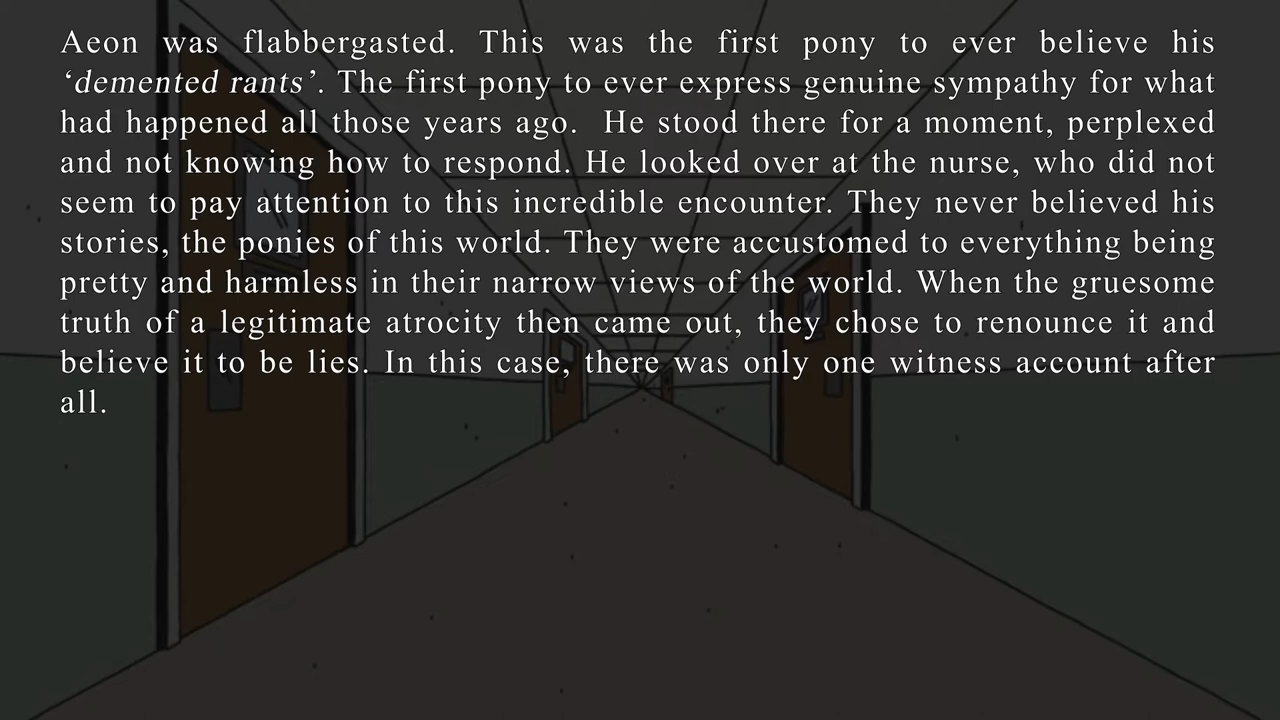 Aeon was flabbergasted. This was the first pony to ever believe his
‘demented rants’. The first pony to ever express genuine sympathy for what
had happened all those years ago.  He stood there for a moment, perplexed
and not knowing how to respond. He looked over at the nurse, who did not
seem to pay attention to this incredible encounter. They never believed his
stories, the ponies of this world. They were accustomed to everything being
pretty and harmless in their narrow views of the world. When the gruesome
truth of a legitimate atrocity then came out, they chose to renounce it and
believe it to be lies. In this case, there was only one witness account after
all.